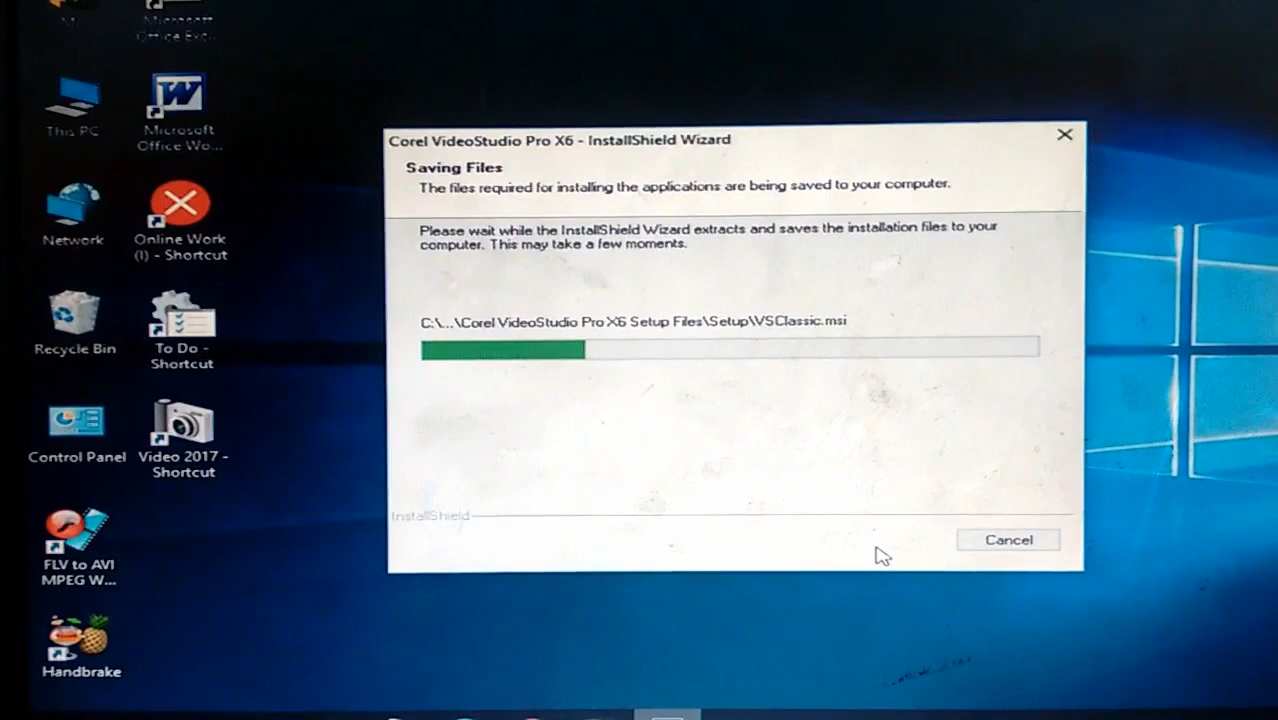 Microsoft
Office Exc...
This PC
Microsoft
Office Wo...
Network
Online Work
(I) - Shortcut
Recycle Bin
To Do -
Shortcut
Control Panel
Video 2017 -
Shortcut
FLV to AVI
MPEG W...
Handbrake
Corel VideoStudio Pro X6 - InstallShield Wizard
Saving Files
The files required for installing the applications are being saved to your computer.
Please wait while the InstallShield Wizard extracts and saves the installation files to your
computer. This may take a few moments.
C:\...\Corel VideoStudio Pro X6 Setup Files\Setup\VSClassic.msi
InstallShield
Cancel